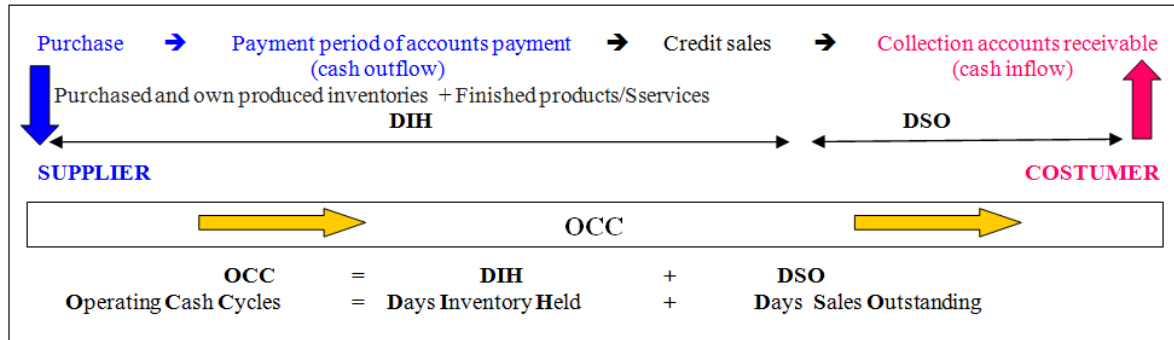 Purchase ➔ Payment period of accounts payment ➔ Credit sales ➔ Collection accounts receivable
(cash outflow) (cash inflow)
Purchased and own produced inventories + Finished products/Sservices
DIH DSO
SUPPLIER COSTUMER
OCC
OCC = DIH + DSO
Operating Cash Cycles = Days Inventory Held + Days Sales Outstanding